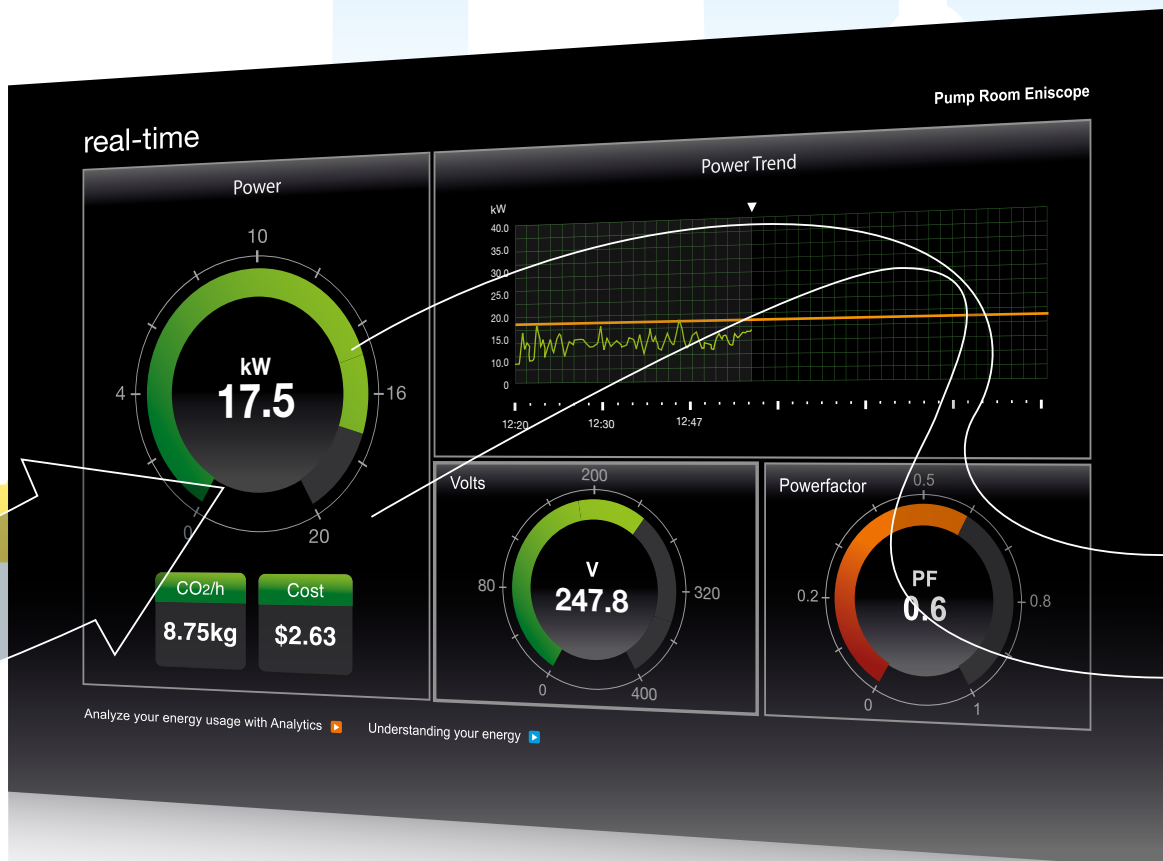 Pump Room Eniscope
real-time
Power
10
4
16
0
20
kW
17.5
CO2/h
8.75kg
Cost
$2.63
Power Trend
kW
40.0
35.0
30.0
25.0
20.0
15.0
10.0
0
12:20
12:30
12:47
Volts
200
80
320
0
400
V
247.8
Powerfactor
0.5
0.2
0.8
0
1
PF
0.6
Analyze your energy usage with Analytics
Understanding your energy